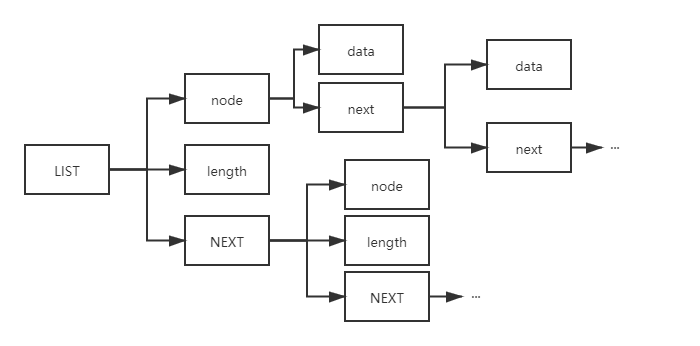 data
data
node
next
next
...
LIST
length
node
NEXT
length
NEXT
...